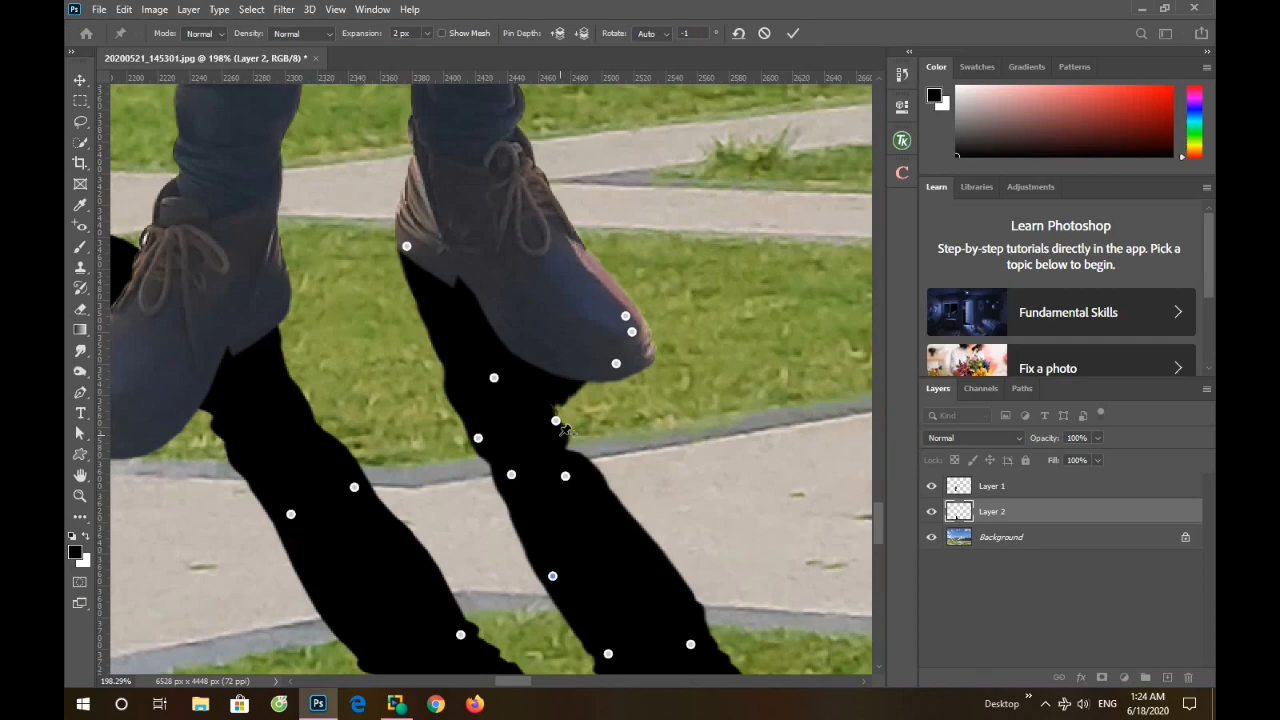 Ps File Edit Image Layer Type Select Filter 3D View Window Help
Mode: Normal Density: Normal Expansion: 2 px Show Mesh Pin Depth: Rotate: Auto -1 °
20200521_145301.jpg @ 198% (Layer 2, RGB/8) * ×
2200 2220 2240 2260 2280 2300 2320 2340 2360 2380 2400 2420 2440 2460 2480 2500 2520 2540 2560 2580 2600 2620 2640 2660
Color Swatches Gradients Patterns
TK
C
Learn Libraries Adjustments
Learn Photoshop
Step-by-step tutorials directly in the app. Pick a
topic below to begin.
Fundamental Skills
Fix a photo
Layers Channels Paths
Kind
Normal Opacity: 100%
Lock: Fill: 100%
Layer 1
Layer 2
Background
198.29% 6528 px x 4448 px (72 ppi)
Ps
Desktop ENG
1:24 AM
6/18/2020